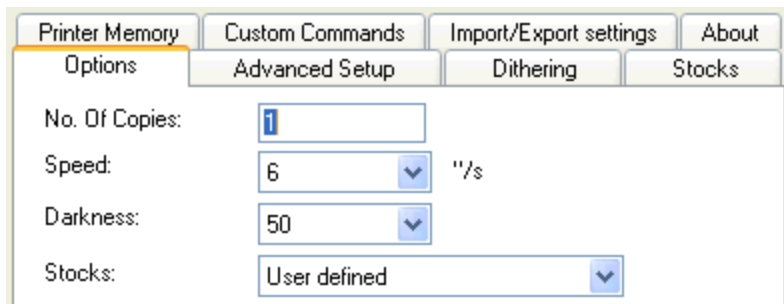 Printer Memory Custom Commands Import/Export settings About
Options Advanced Setup Dithering Stocks
No. Of Copies: 1
Speed: 6 "/s
Darkness: 50
Stocks: User defined